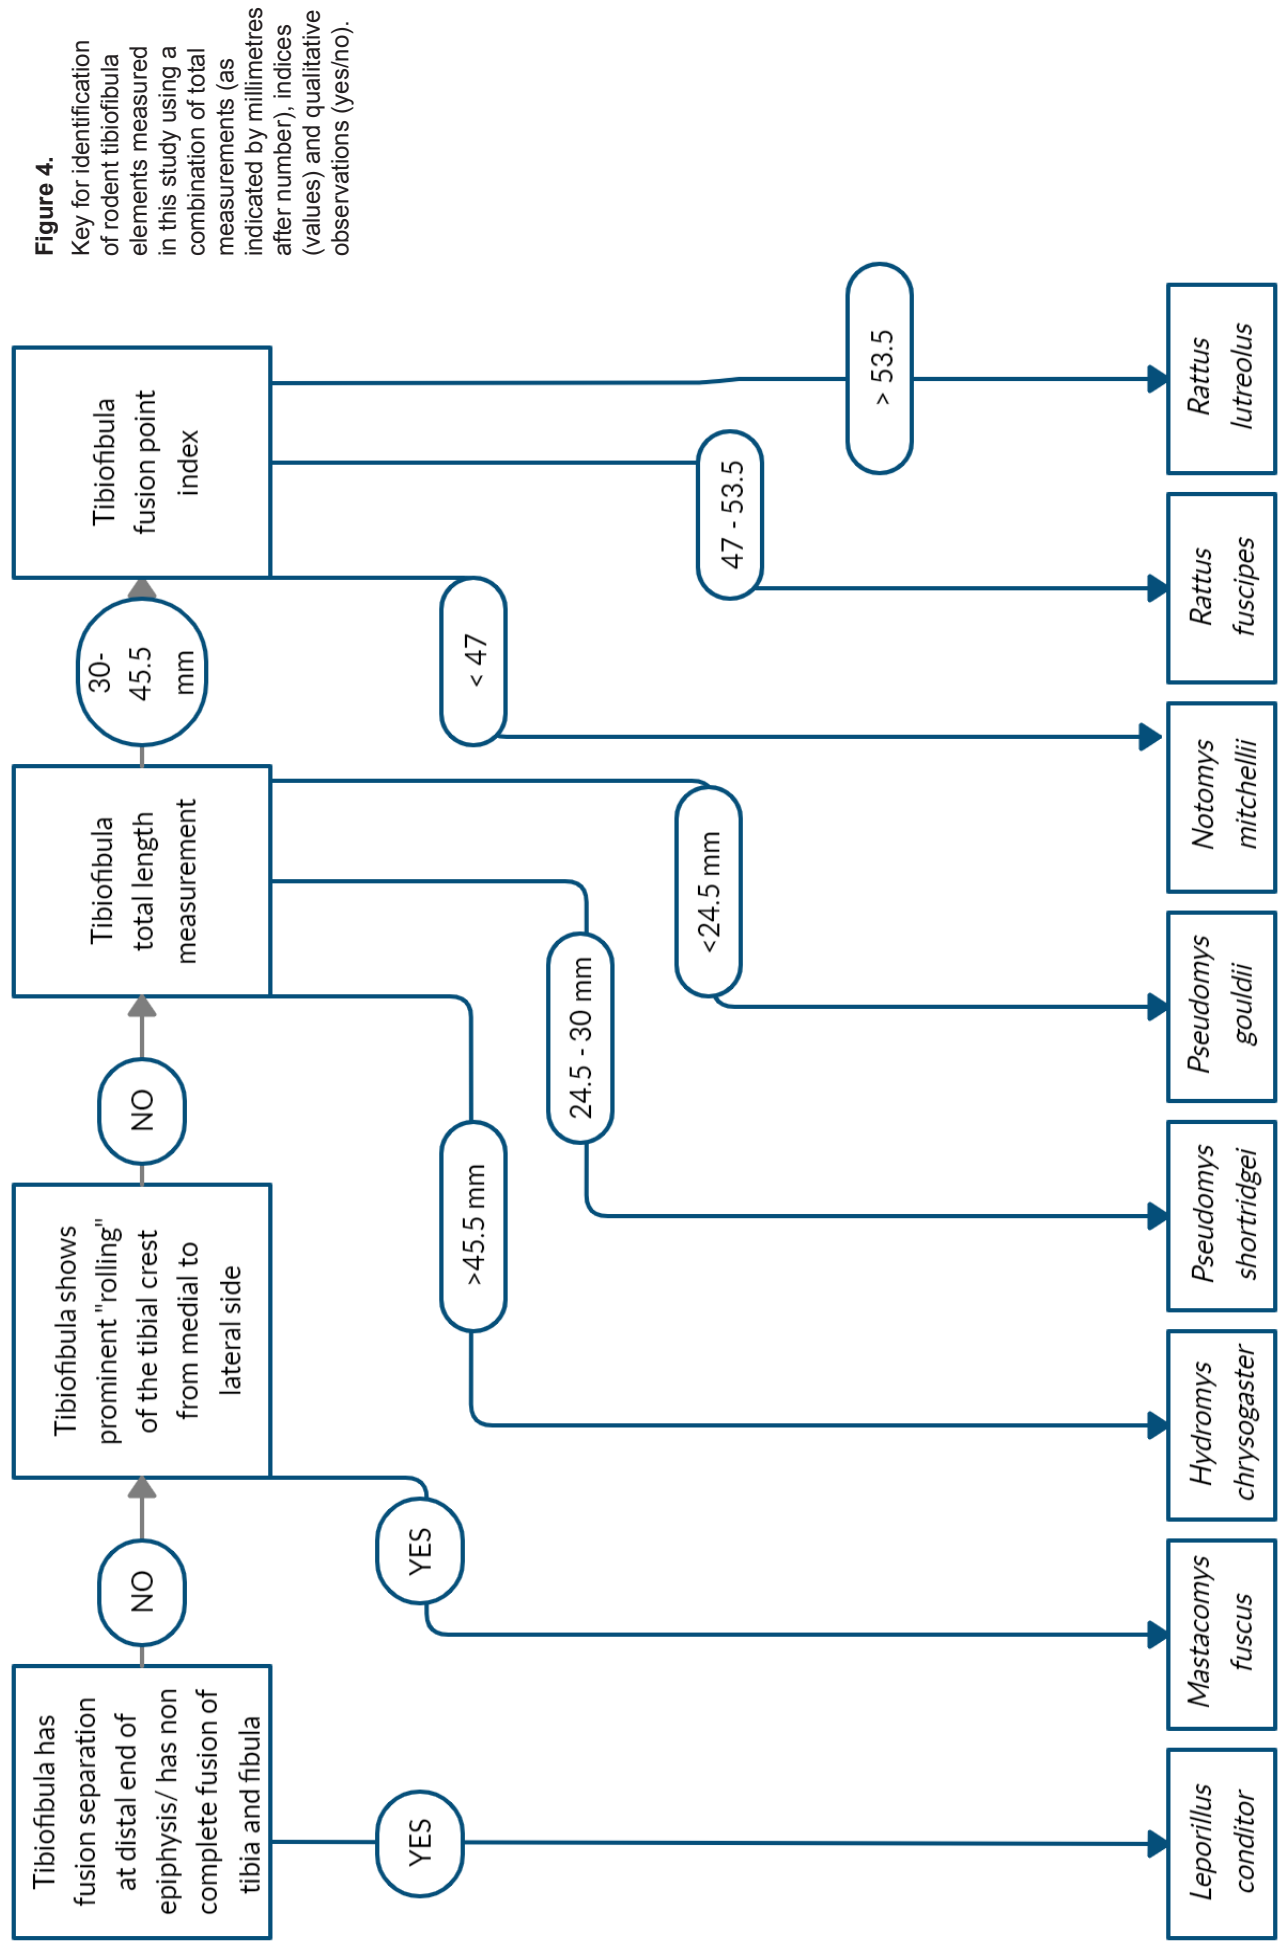 Tibiofibula has
fusion separation
at distal end of
epiphysis/ has non
complete fusion of
tibia and fibula
NO
Tibiofibula shows
prominent "rolling"
of the tibial crest
from medial to
lateral side
NO
Tibiofibula
total length
measurement
30-
45.5
mm
Tibiofibula
fusion point
index
YES
YES
>45.5 mm
24.5 - 30 mm
<24.5 mm
< 47
47 - 53.5
> 53.5
Leporillus
conditor
Mastacomys
fuscus
Hydromys
chrysogaster
Pseudomys
shortridgei
Pseudomys
gouldii
Notomys
mitchellii
Rattus
fuscipes
Rattus
lutreolus
Figure 4.
Key for identification
of rodent tibiofibula
elements measured
in this study using a
combination of total
measurements (as
indicated by millimetres
after number), indices
(values) and qualitative
observations (yes/no).